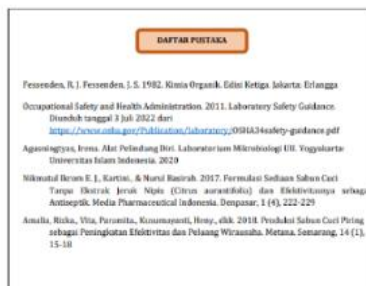 DAFTAR PUSTAKA
Fessenden, R. J. Fessenden. J. S. 1982. Kimia Organik. Edisi Ketiga. Jakarta: Erlangga
Occupational Safety and Health Administration. 2011. Laboratory Safety Guidance.
Diunduh tanggal 3 Juli 2022 dari
https://www.osha.gov/Publication/laboratory/OSHA34safety-guidance.pdf
Agasningtyas, Irena. Alat Pelindung Diri. Laboratorium Mikrobiologi UII. Yogyakarta:
Universitas Islam Indonesia. 2020
Nikmatul Ikrom E. J., Kartini., & Nurul Basirah. 2017. Formulasi Sediaan Sabun Cuci
Tangan Ekstrak Jeruk Nipis (Citrus aurantifolia) dan Efektivitasnya sebagai
Antiseptik. Media Pharmaceutical Indonesia. Denpasar, 1 (4), 222-229
Amalia, Rizka., Vita, Paramita., Kusumayanti, Heny., dkk. 2018. Produksi Sabun Cuci Piring
sebagai Peningkatan Efektivitas dan Peluang Wirausaha. Metana. Semarang, 14 (1),
15-18